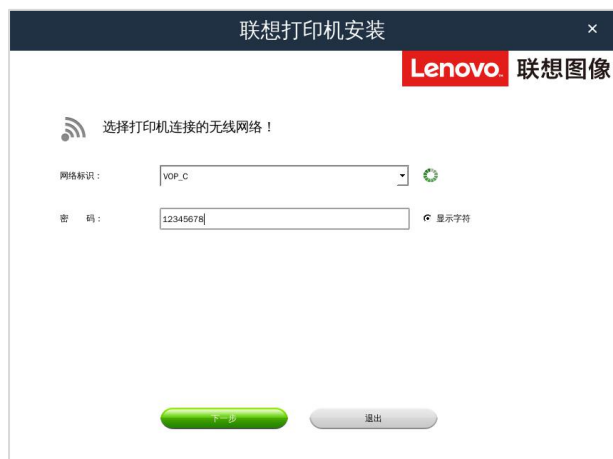 联想打印机安装
Lenovo 联想图像
选择打印机连接的无线网络！
网络标识： VOP_C
密 码： 12345678 显示字符
下一步 退出